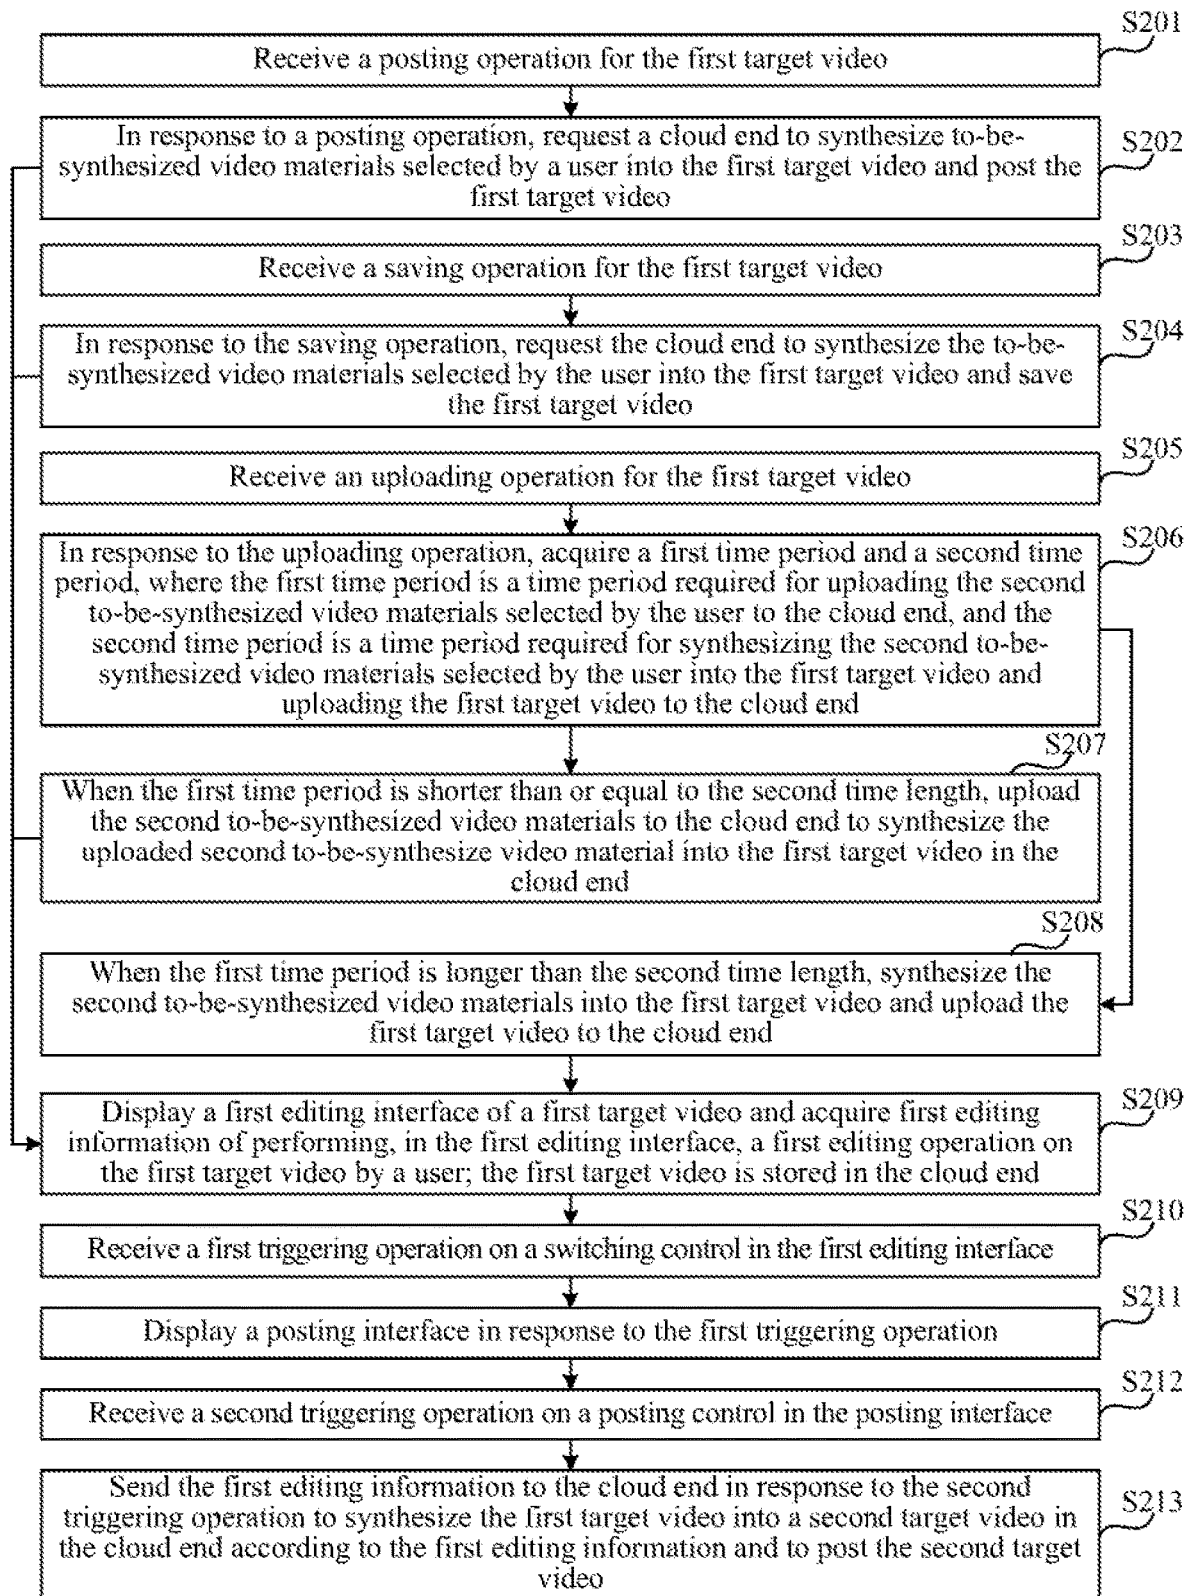 S201
Receive a posting operation for the first target video
S202
In response to a posting operation, request a cloud end to synthesize to-be-
synthesized video materials selected by a user into the first target video and post the
first target video
S203
Receive a saving operation for the first target video
S204
In response to the saving operation, request the cloud end to synthesize the to-be-
synthesized video materials selected by the user into the first target video and save
the first target video
S205
Receive an uploading operation for the first target video
S206
In response to the uploading operation, acquire a first time period and a second time
period, where the first time period is a time period required for uploading the second
to-be-synthesized video materials selected by the user to the cloud end, and the
second time period is a time period required for synthesizing the second to-be-
synthesized video materials selected by the user into the first target video and
uploading the first target video to the cloud end
S207
When the first time period is shorter than or equal to the second time length, upload
the second to-be-synthesized video materials to the cloud end to synthesize the
uploaded second to-be-synthesize video material into the first target video in the
cloud end
S208
When the first time period is longer than the second time length, synthesize the
second to-be-synthesized video materials into the first target video and upload the
first target video to the cloud end
S209
Display a first editing interface of a first target video and acquire first editing
information of performing, in the first editing interface, a first editing operation on
the first target video by a user; the first target video is stored in the cloud end
S210
Receive a first triggering operation on a switching control in the first editing interface
S211
Display a posting interface in response to the first triggering operation
S212
Receive a second triggering operation on a posting control in the posting interface
S213
Send the first editing information to the cloud end in response to the second
triggering operation to synthesize the first target video into a second target video in
the cloud end according to the first editing information and to post the second target
video